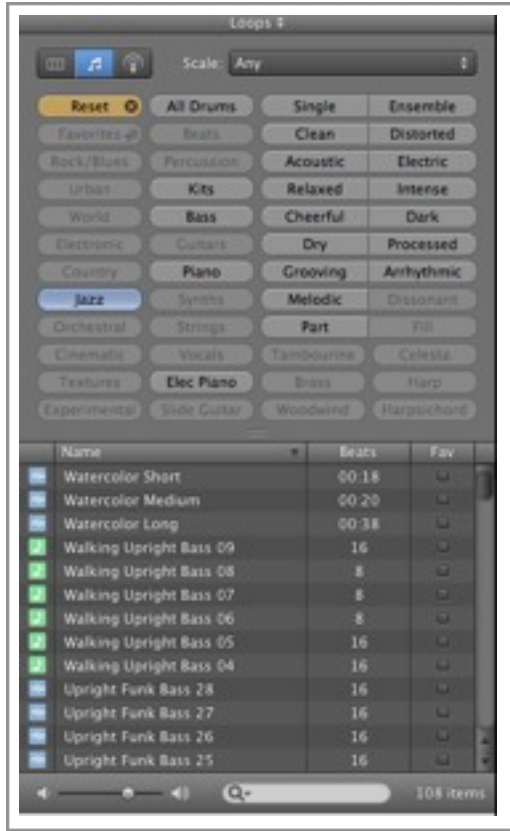 Loops
Scale: Any
Reset All Drums Single Ensemble
Favorites Beats Clean Distorted
Rock/Blues Percussion Acoustic Electric
Urban Kits Relaxed Intense
World Bass Cheerful Dark
Electronic Guitars Dry Processed
Country Piano Grooving Arrhythmic
Jazz Synths Melodic Dissonant
Orchestral Strings Part Fill
Cinematic Vocals Tambourine Celesta
Textures Elec Piano Brass Harp
Experimental Slide Guitar Woodwind Harpsichord
Name Beats Fav
Watercolor Short 00:18
Watercolor Medium 00:20
Watercolor Long 00:38
Walking Upright Bass 09 16
Walking Upright Bass 08 8
Walking Upright Bass 07 8
Walking Upright Bass 06 8
Walking Upright Bass 05 16
Walking Upright Bass 04 16
Upright Funk Bass 28 16
Upright Funk Bass 27 16
Upright Funk Bass 26 16
Upright Funk Bass 25 16
108 items